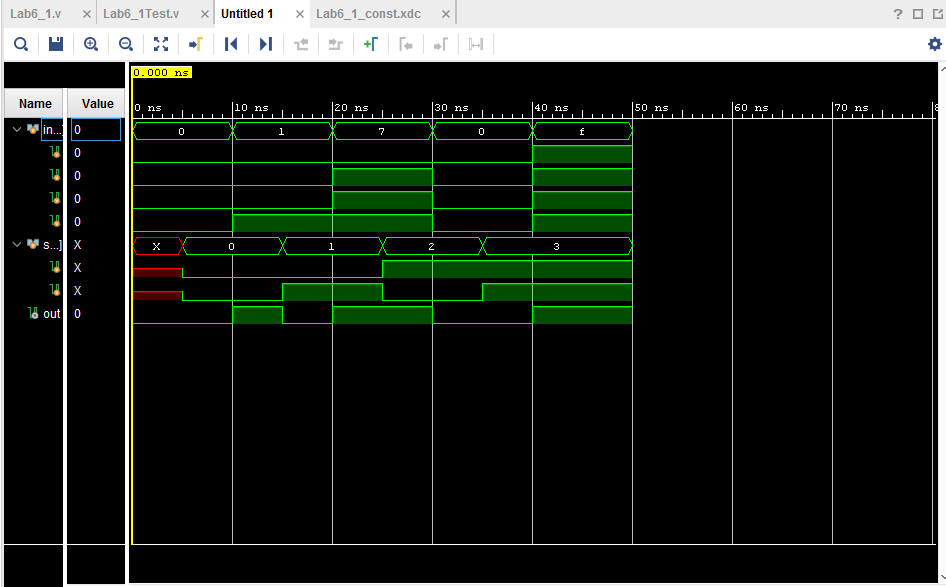 Lab6_1.v × Lab6_1Test.v × Untitled 1 × Lab6_1_const.xdc × ?
0.000 ns
Name Value 0 ns 10 ns 20 ns 30 ns 40 ns 50 ns 60 ns 70 ns 8
in...] 0 0 1 7 0 f
0
0
0
0
s...] X X 0 1 2 3
X
X
out 0